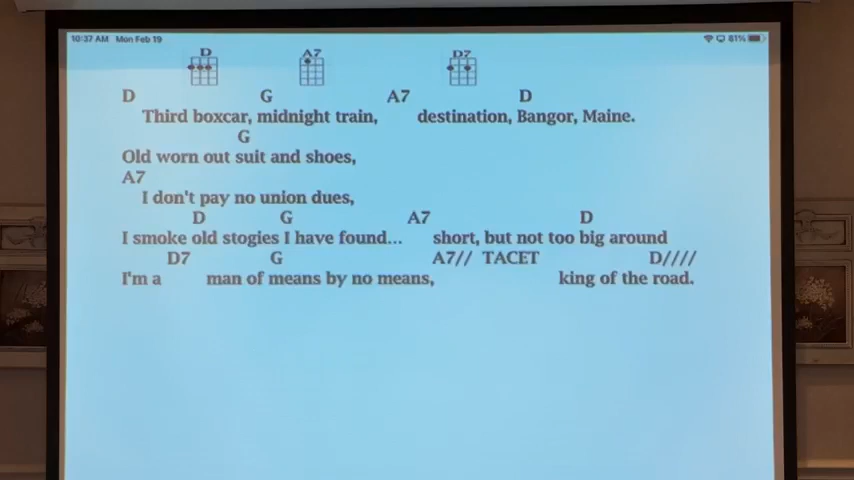 10:37 AM Mon Feb 19 81%
D A7 D7
D G A7 D
Third boxcar, midnight train, destination, Bangor, Maine.
G
Old worn out suit and shoes,
A7
I don't pay no union dues,
D G A7 D
I smoke old stogies I have found... short, but not too big around
D7 G A7// TACET D////
I'm a man of means by no means, king of the road.